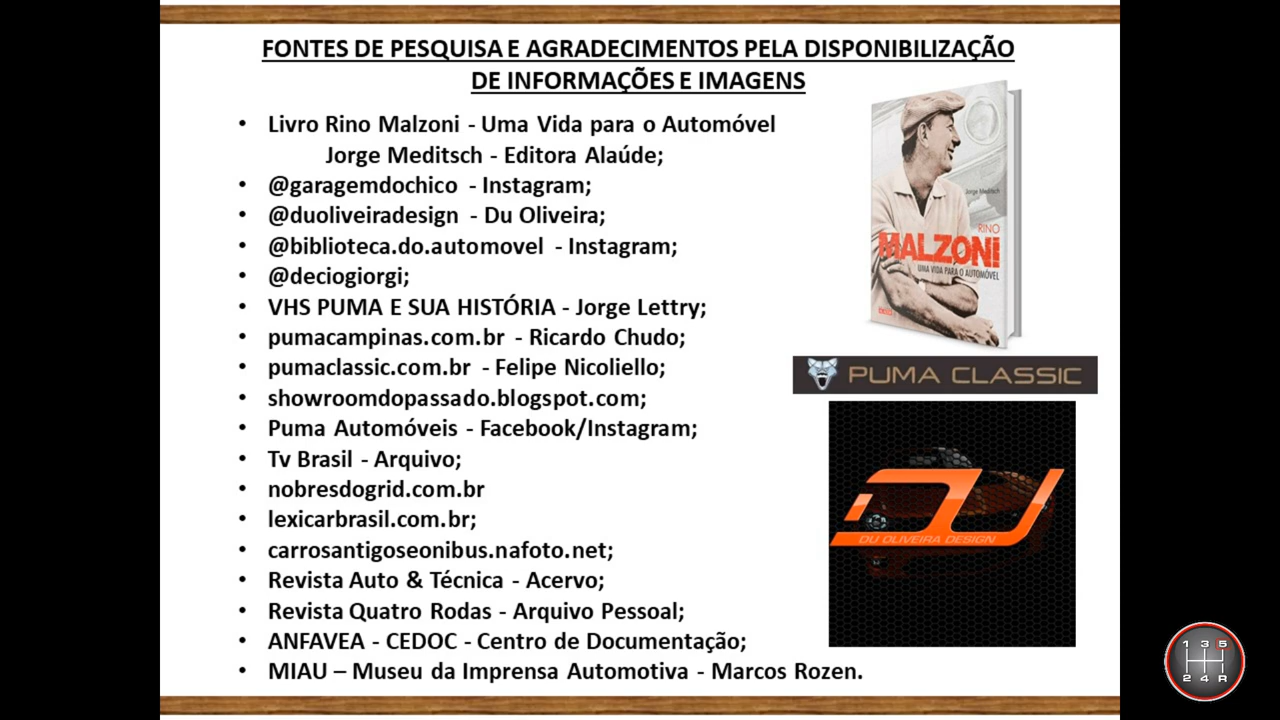 FONTES DE PESQUISA E AGRADECIMENTOS PELA DISPONIBILIZAÇÃO
DE INFORMAÇÕES E IMAGENS
• Livro Rino Malzoni - Uma Vida para o Automóvel
Jorge Meditsch - Editora Alaúde;
• @garagemdochico - Instagram;
• @duoliveiradesign - Du Oliveira;
• @biblioteca.do.automovel - Instagram;
• @deciogiorgi;
• VHS PUMA E SUA HISTÓRIA - Jorge Lettry;
• pumacampinas.com.br - Ricardo Chudo;
• pumaclassic.com.br - Felipe Nicoliello;
• showroomdopassado.blogspot.com;
• Puma Automóveis - Facebook/Instagram;
• Tv Brasil - Arquivo;
• nobresdogrid.com.br
• lexicarbrasil.com.br;
• carrosantigoseonibus.nafoto.net;
• Revista Auto & Técnica - Acervo;
• Revista Quatro Rodas - Arquivo Pessoal;
• ANFAVEA - CEDOC - Centro de Documentação;
• MIAU – Museu da Imprensa Automotiva - Marcos Rozen.
Jorge Meditsch
RINO
MALZONI
UMA VIDA PARA O AUTOMÓVEL
PUMA CLASSIC
DU
DU OLIVEIRA DESIGN
1 3 5
2 4 R